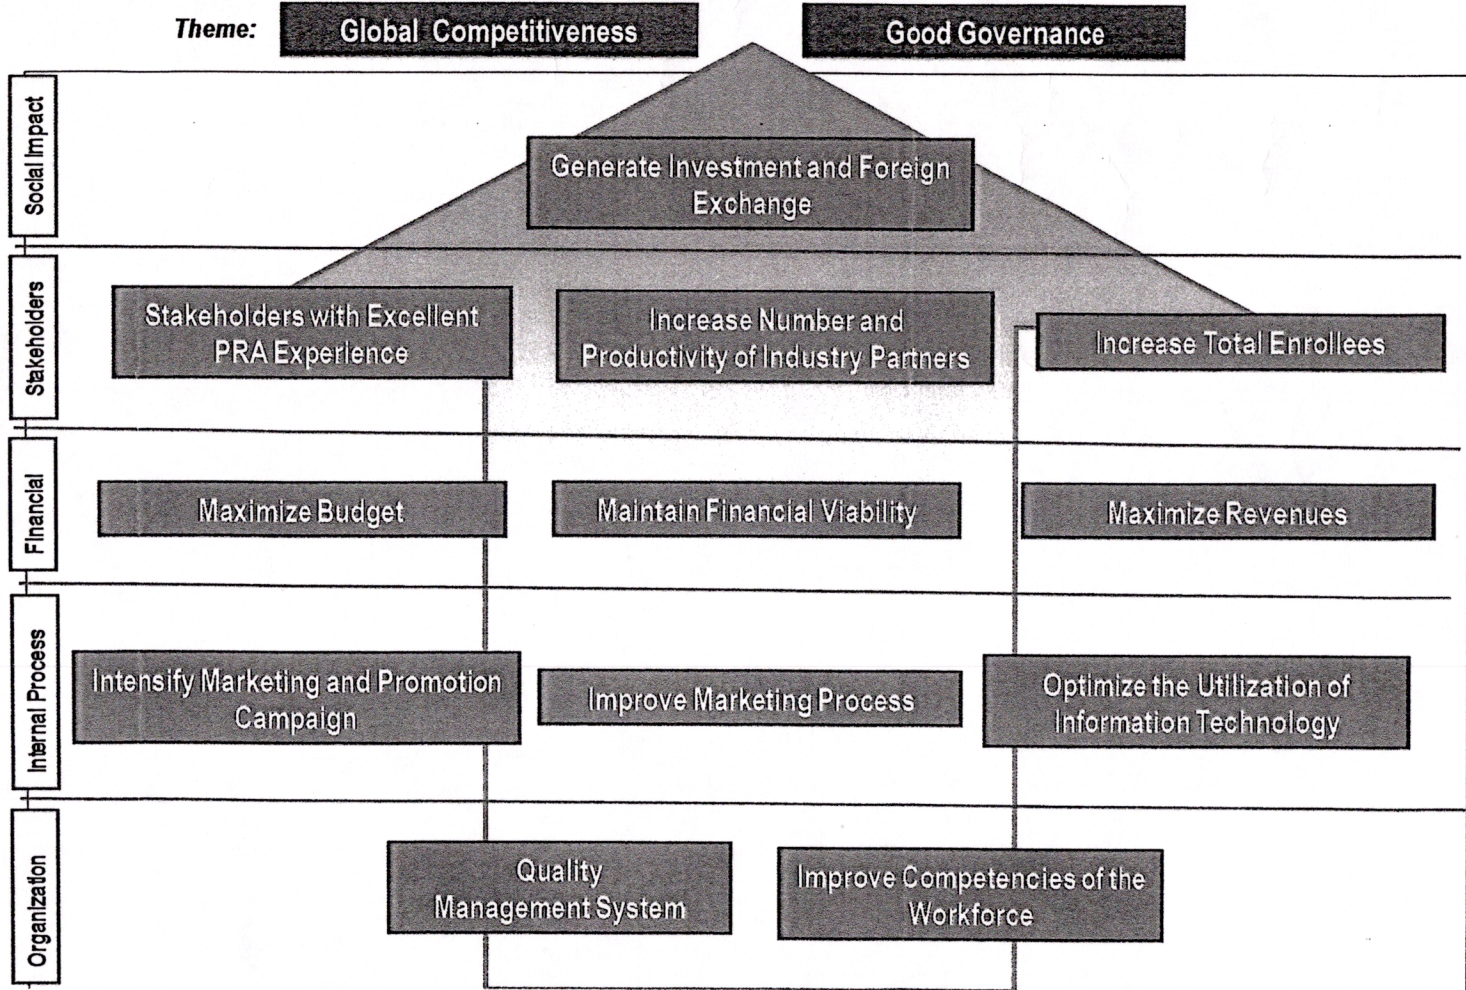 Theme:
Global Competitiveness
Good Governance
Social Impact
Generate Investment and Foreign
Exchange
Stakeholders
Stakeholders with Excellent
PRA Experience
Increase Number and
Productivity of Industry Partners
Increase Total Enrollees
Financial
Maximize Budget
Maintain Financial Viability
Maximize Revenues
Internal Process
Intensify Marketing and Promotion
Campaign
Improve Marketing Process
Optimize the Utilization of
Information Technology
Organization
Quality
Management System
Improve Competencies of the
Workforce